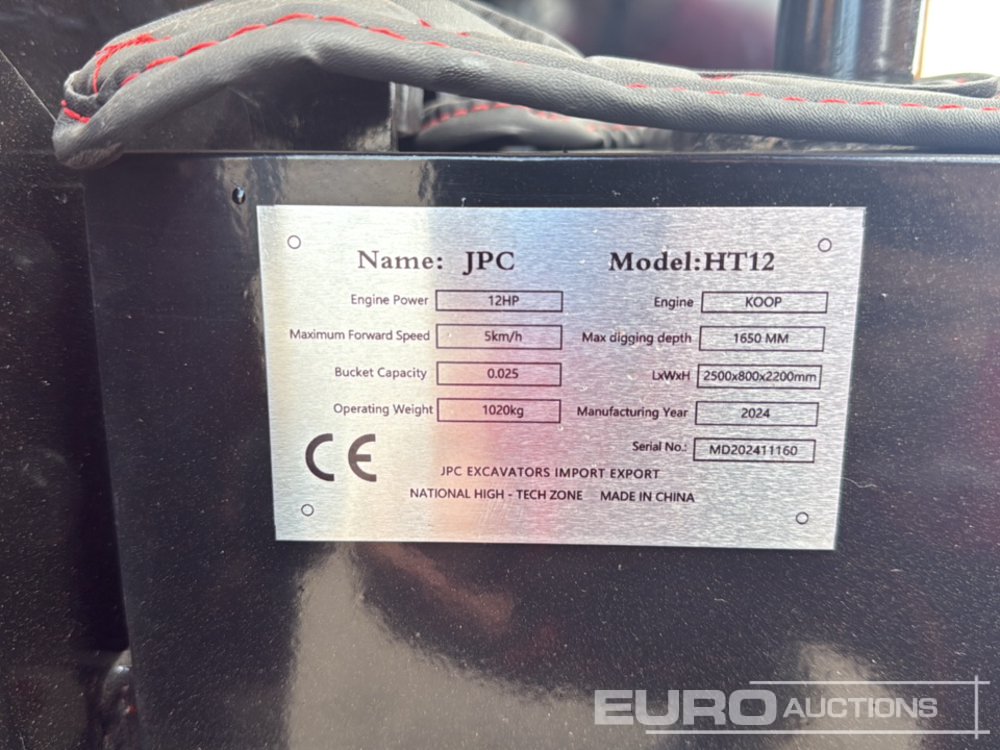 Name: JPC Model:HT12
Engine Power 12HP Engine KOOP
Maximum Forward Speed 5km/h Max digging depth 1650 MM
Bucket Capacity 0.025 LxWxH 2500x800x2200mm
Operating Weight 1020kg Manufacturing Year 2024
Serial No.: MD202411160
CE
JPC EXCAVATORS IMPORT EXPORT
NATIONAL HIGH - TECH ZONE MADE IN CHINA
EURO AUCTIONS